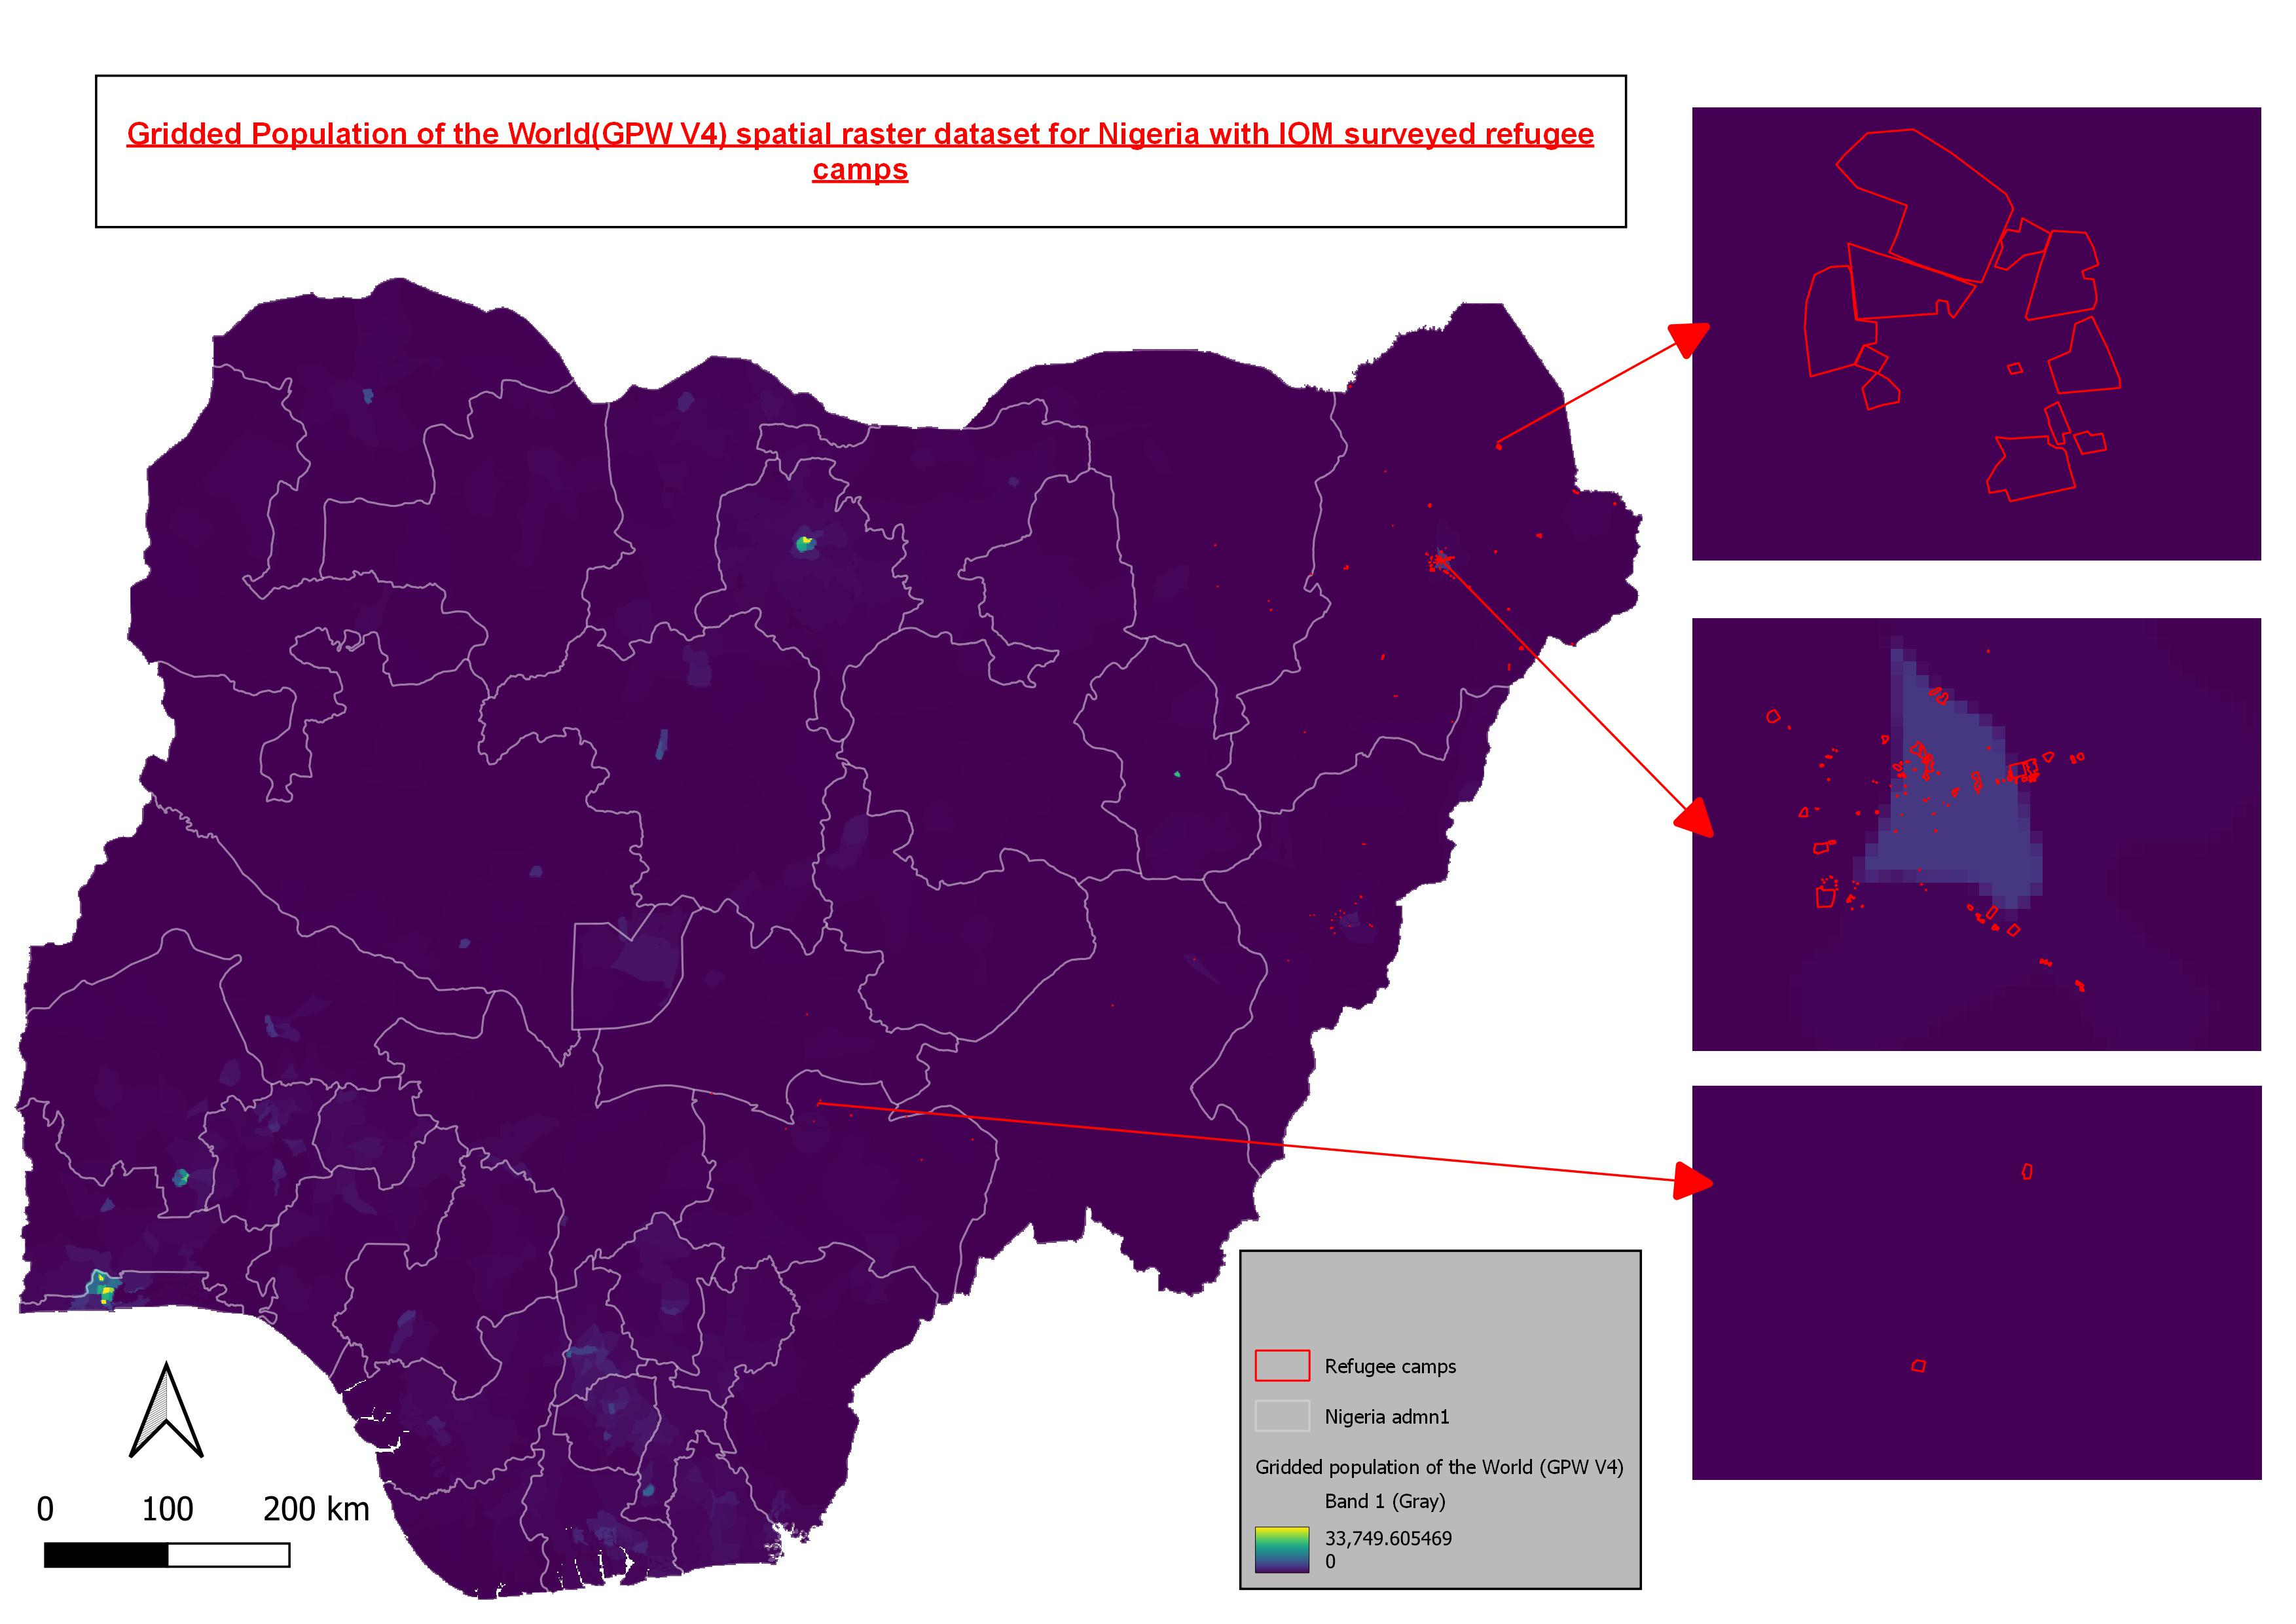 Gridded Population of the World(GPW V4) spatial raster dataset for Nigeria with IOM surveyed refugee
camps
Refugee camps
Nigeria admn1
Gridded population of the World (GPW V4)
Band 1 (Gray)
33,749.605469
0
0 100 200 km